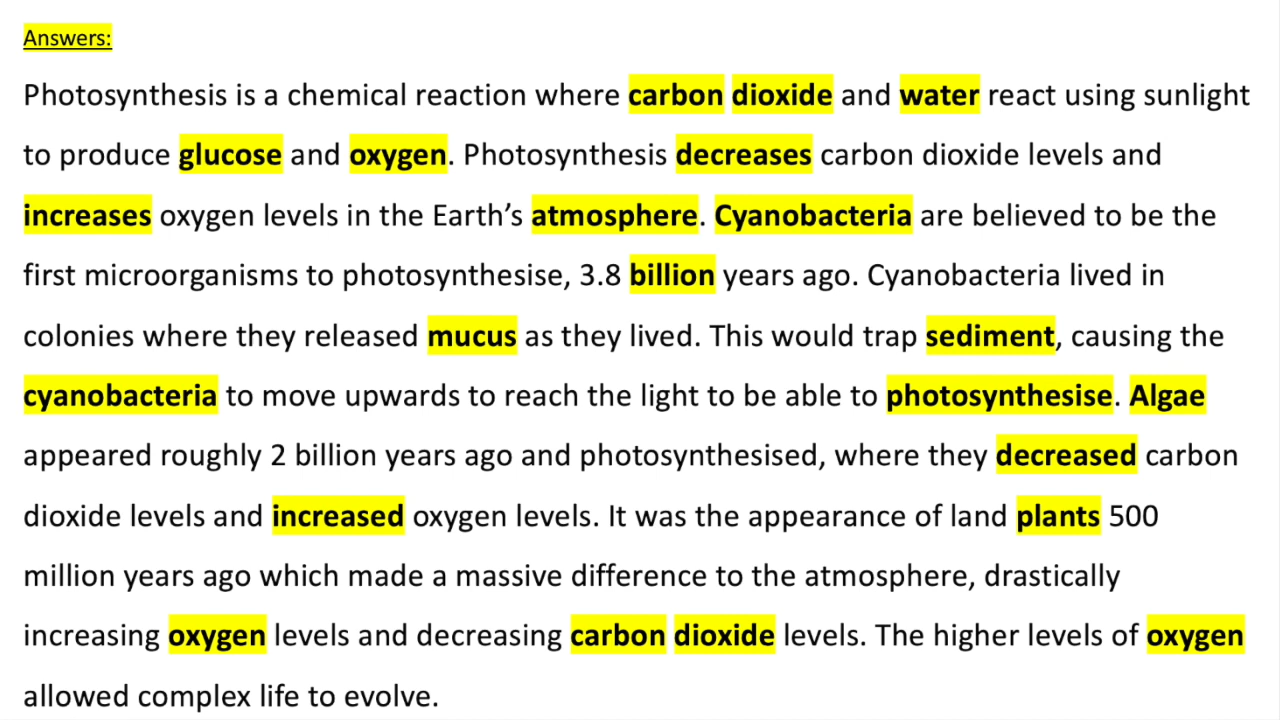 Answers:
Photosynthesis is a chemical reaction where carbon dioxide and water react using sunlight
to produce glucose and oxygen. Photosynthesis decreases carbon dioxide levels and
increases oxygen levels in the Earth’s atmosphere. Cyanobacteria are believed to be the
first microorganisms to photosynthesise, 3.8 billion years ago. Cyanobacteria lived in
colonies where they released mucus as they lived. This would trap sediment, causing the
cyanobacteria to move upwards to reach the light to be able to photosynthesise. Algae
appeared roughly 2 billion years ago and photosynthesised, where they decreased carbon
dioxide levels and increased oxygen levels. It was the appearance of land plants 500
million years ago which made a massive difference to the atmosphere, drastically
increasing oxygen levels and decreasing carbon dioxide levels. The higher levels of oxygen
allowed complex life to evolve.